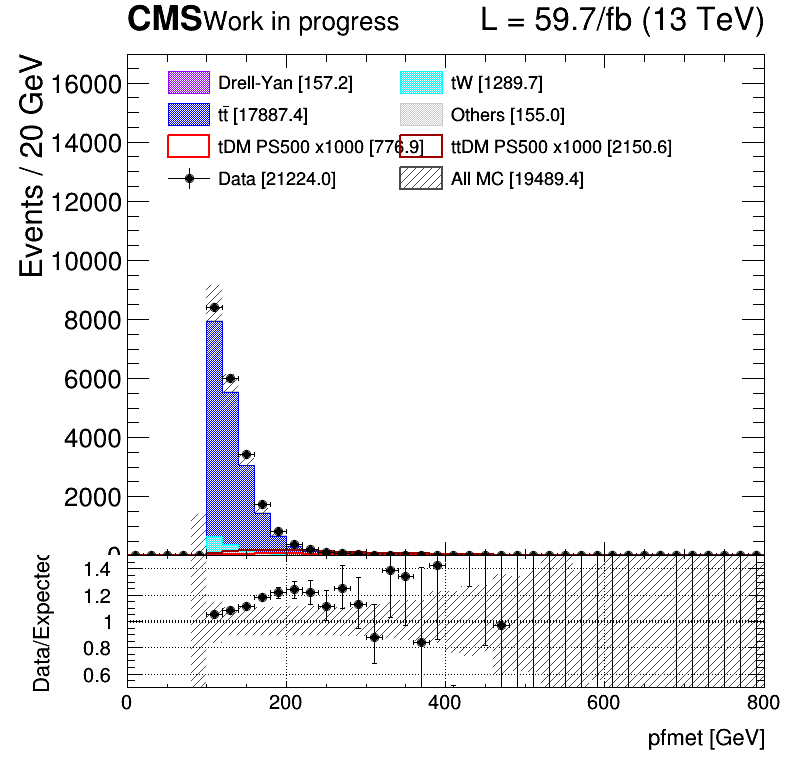 CMS Work in progress L = 59.7/fb (13 TeV)
Events / 20 GeV
16000
14000
12000
10000
8000
6000
4000
2000
0
Drell-Yan [157.2] tW [1289.7]
tt̄ [17887.4] Others [155.0]
tDM PS500 x1000 [776.9] ttDM PS500 x1000 [2150.6]
Data [21224.0] All MC [19489.4]
Data/Expected
1.4
1.2
1
0.8
0.6
0 200 400 600 800
pfmet [GeV]